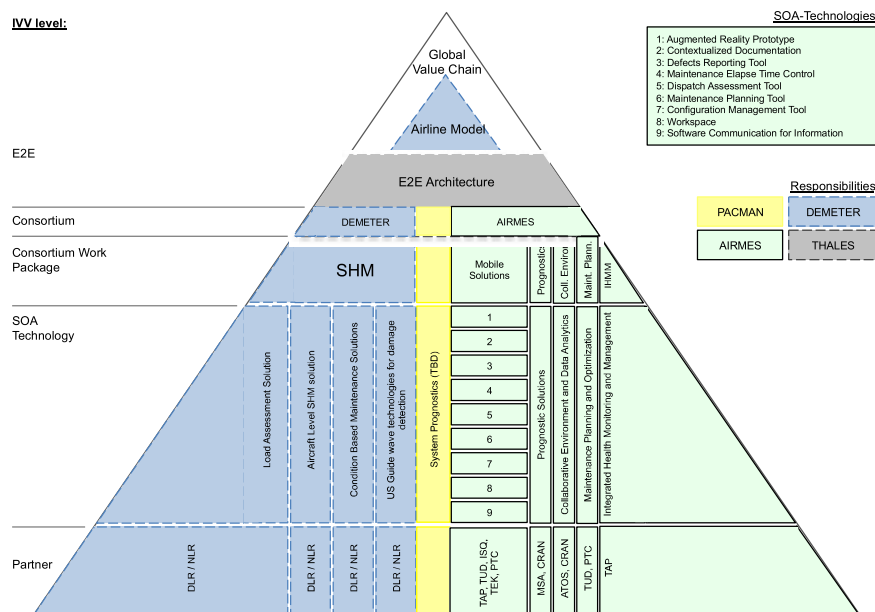 IVV level:
SOA-Technologies
1: Augmented Reality Prototype
2: Contextualized Documentation
3: Defects Reporting Tool
4: Maintenance Elapse Time Control
5: Dispatch Assessment Tool
6: Maintenance Planning Tool
7: Configuration Management Tool
8: Workspace
9: Software Communication for Information
Global
Value Chain
Airline Model
E2E
E2E Architecture
Responsibilities
PACMAN
DEMETER
AIRMES
THALES
Consortium
DEMETER
AIRMES
Consortium Work
Package
SHM
Mobile
Solutions
Prognostics
Coll. Enviro
Maint. Plann.
IHMM
SOA
Technology
Load Assessment Solution
Aircraft Level SHM solution
Condition Based Maintenance Solutions
US Guide wave technologies for damage
detection
System Prognostics (TBD)
1
2
3
4
5
6
7
8
9
Prognostic Solutions
Collaborative Environment and Data Analytics
Maintenance Planning and Optimization
Integrated Health Monitoring and Management
Partner
DLR / NLR
DLR / NLR
DLR / NLR
DLR / NLR
TAP, TUD, ISQ,
TEK, PTC
MSA, CRAN
ATOS, CRAN
TUD, PTC
TAP